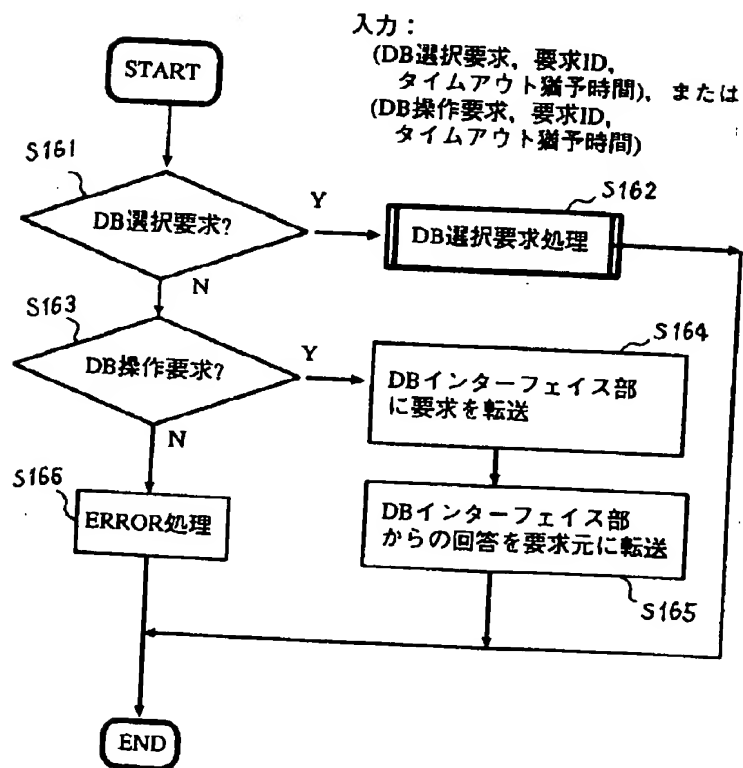 入力：
(DB選択要求，要求ID，
タイムアウト猶予時間)，または
(DB操作要求，要求ID，
タイムアウト猶予時間)
START
S161
DB選択要求?
Y
S162
DB選択要求処理
N
S163
DB操作要求?
Y
S164
DBインターフェイス部
に要求を転送
N
S166
ERROR処理
DBインターフェイス部
からの回答を要求元に転送
S165
END